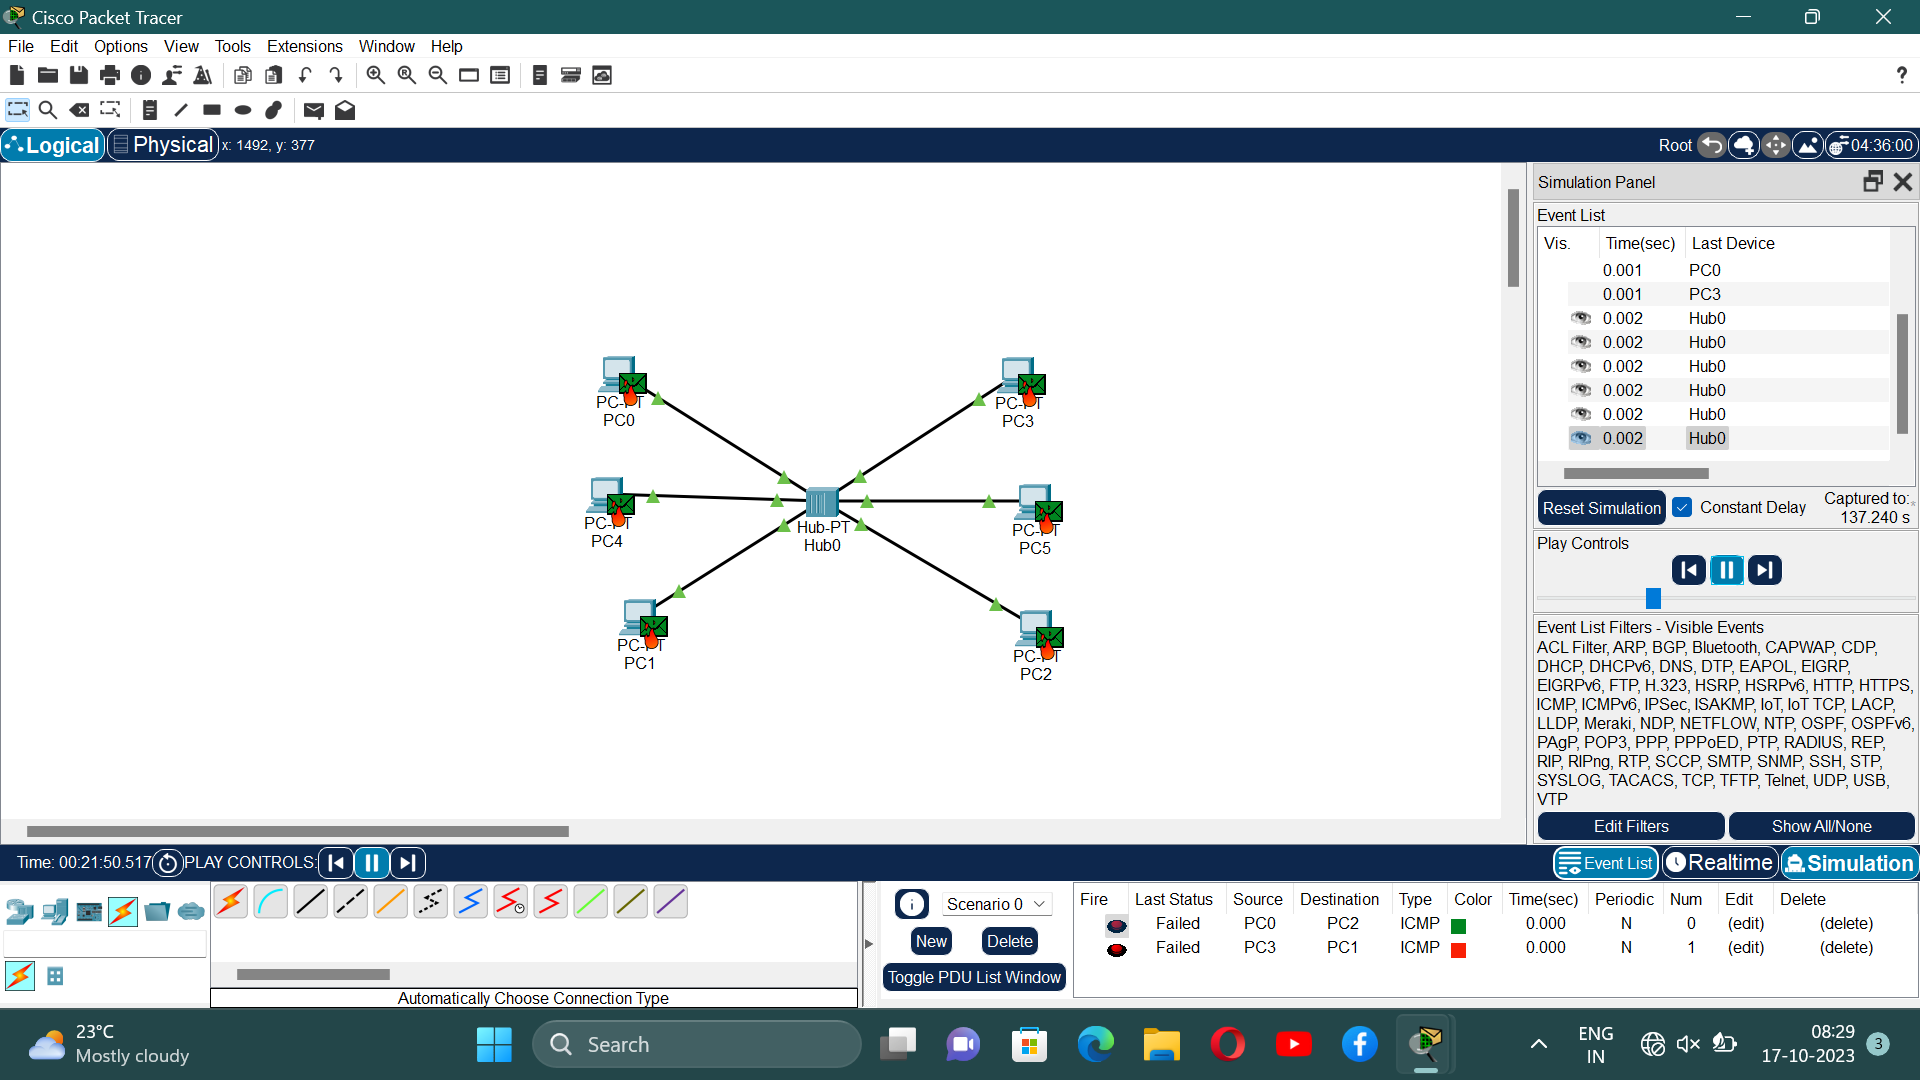 Cisco Packet Tracer
File Edit Options View Tools Extensions Window Help
?
Logical Physical x: 1492, y: 377 Root 04:36:00
Simulation Panel
Event List
Vis. Time(sec) Last Device
0.001 PC0
0.001 PC3
0.002 Hub0
0.002 Hub0
0.002 Hub0
0.002 Hub0
0.002 Hub0
0.002 Hub0
Reset Simulation Constant Delay Captured to:
137.240 s
Play Controls
Event List Filters - Visible Events
ACL Filter, ARP, BGP, Bluetooth, CAPWAP, CDP,
DHCP, DHCPv6, DNS, DTP, EAPOL, EIGRP,
EIGRPv6, FTP, H.323, HSRP, HSRPv6, HTTP, HTTPS,
ICMP, ICMPv6, IPSec, ISAKMP, IoT, IoT TCP, LACP,
LLDP, Meraki, NDP, NETFLOW, NTP, OSPF, OSPFv6,
PAgP, POP3, PPP, PPPoED, PTP, RADIUS, REP,
RIP, RIPng, RTP, SCCP, SMTP, SNMP, SSH, STP,
SYSLOG, TACACS, TCP, TFTP, Telnet, UDP, USB,
VTP
Edit Filters Show All/None
PC-PT
PC0
PC-PT
PC3
PC-PT
PC4
Hub-PT
Hub0
PC-PT
PC5
PC-PT
PC1
PC-PT
PC2
Time: 00:21:50.517 PLAY CONTROLS: Event List Realtime Simulation
Automatically Choose Connection Type
Scenario 0
New Delete
Toggle PDU List Window
Fire Last Status Source Destination Type Color Time(sec) Periodic Num Edit Delete
Failed PC0 PC2 ICMP 0.000 N 0 (edit) (delete)
Failed PC3 PC1 ICMP 0.000 N 1 (edit) (delete)
23°C
Mostly cloudy
Search
ENG
IN
08:29
17-10-2023
3